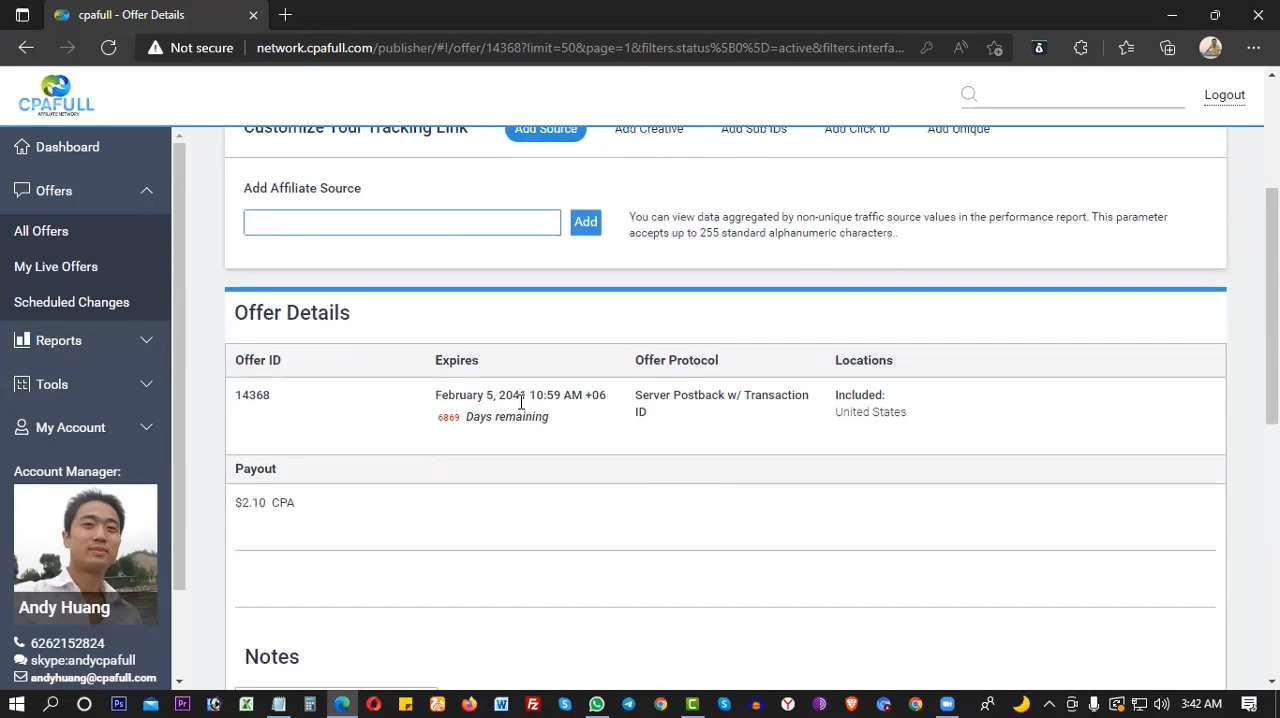 cpafull - Offer Details
Not secure
network.cpafull.com/publisher/#!/offer/14368?limit=50&page=1&filters.status%5B0%5D=active&filters.interfa...
CPAFULL
AFFILIATE NETWORK
Logout
Dashboard
Offers
All Offers
My Live Offers
Scheduled Changes
Reports
Tools
My Account
Account Manager:
Andy Huang
6262152824
skype:andycpafull
andyhuang@cpafull.com
Customize Your Tracking Link
Add Source
Add Creative
Add Sub IDs
Add Click ID
Add Unique
Add Affiliate Source
Add
You can view data aggregated by non-unique traffic source values in the performance report. This parameter
accepts up to 255 standard alphanumeric characters..
Offer Details
Offer ID Expires Offer Protocol Locations
14368 February 5, 2041 10:59 AM +06 Server Postback w/ Transaction Included:
6869 Days remaining ID United States
Payout
$2.10 CPA
Notes
3:42 AM